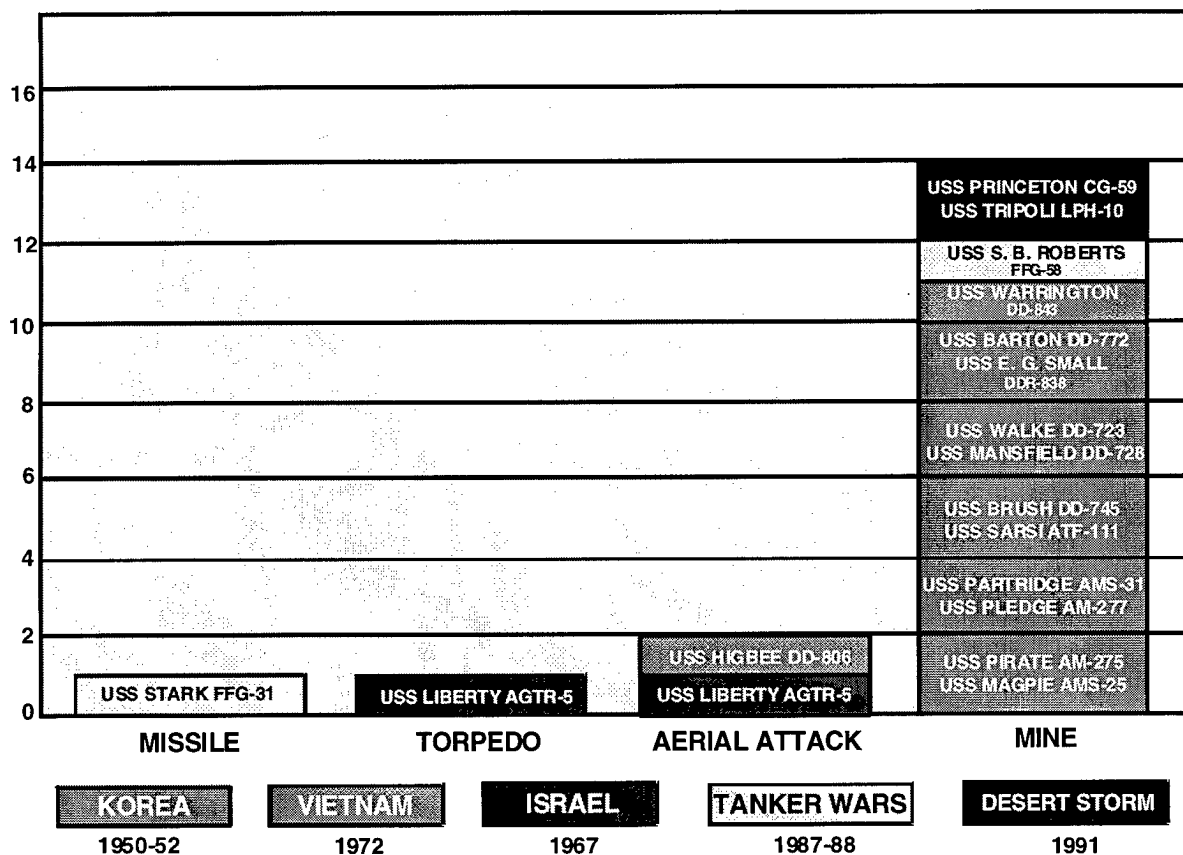 16
14
12
10
8
6
4
2
0
USS PRINCETON CG-59
USS TRIPOLI LPH-10
USS S. B. ROBERTS
FFG-58
USS WARRINGTON
DD-843
USS BARTON DD-772
USS E. G. SMALL
DDR-838
USS WALKE DD-723
USS MANSFIELD DD-728
USS BRUSH DD-745
USS SARSI ATF-111
USS PARTRIDGE AMS-31
USS PLEDGE AM-277
USS PIRATE AM-275
USS MAGPIE AMS-25
USS HIGBEE DD-806
USS LIBERTY AGTR-5
USS LIBERTY AGTR-5
USS STARK FFG-31
MISSILE TORPEDO AERIAL ATTACK MINE
KOREA VIETNAM ISRAEL TANKER WARS DESERT STORM
1950-52 1972 1967 1987-88 1991